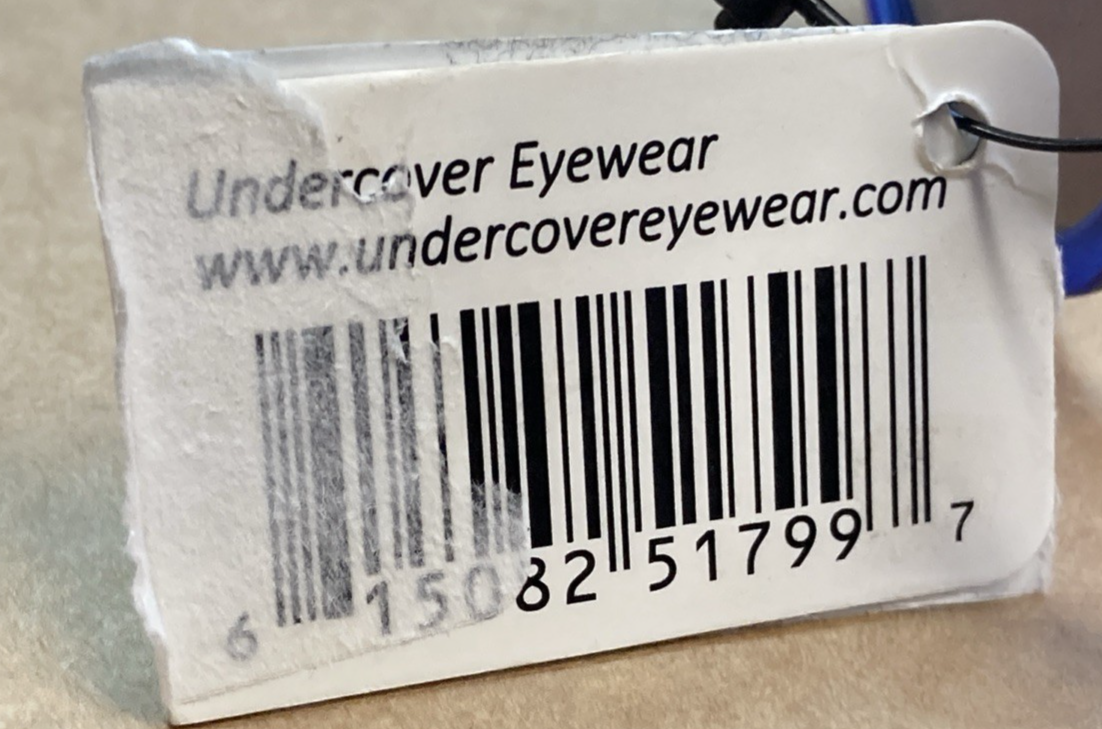 Undercover Eyewear
www.undercovereyewear.com
6 15082 51799 7